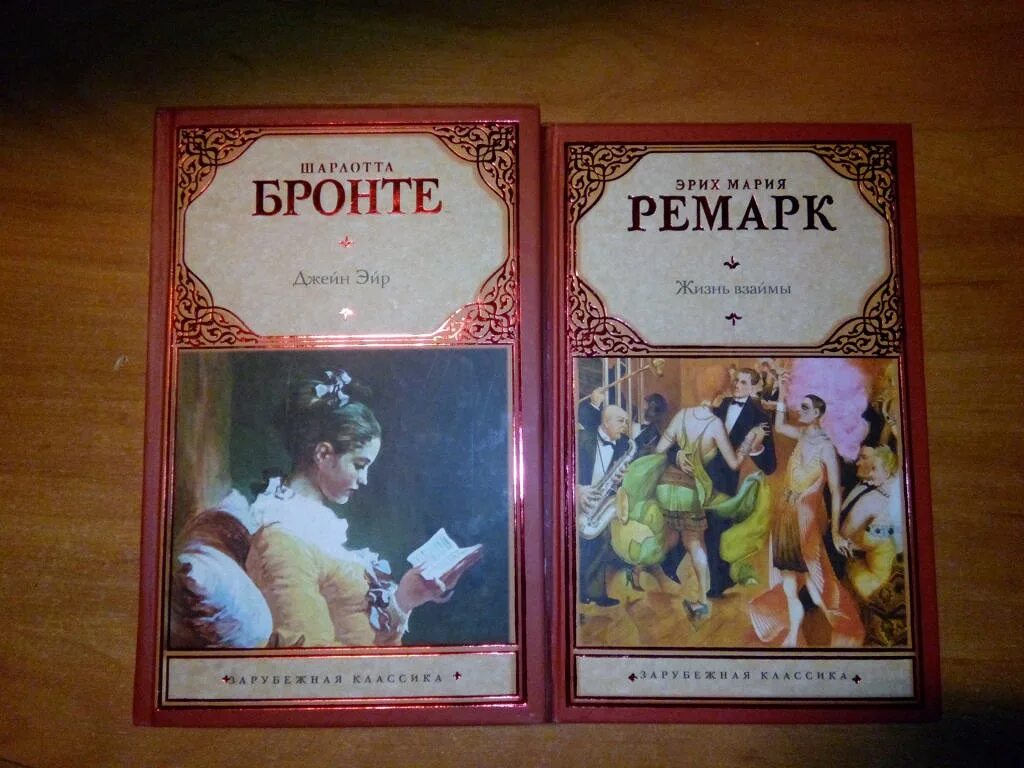 ШАРЛОТТА
БРОНТЕ
Джейн Эйр
ЗАРУБЕЖНАЯ КЛАССИКА
ЭРИХ МАРИЯ
РЕМАРК
Жизнь взаймы
ЗАРУБЕЖНАЯ КЛАССИКА